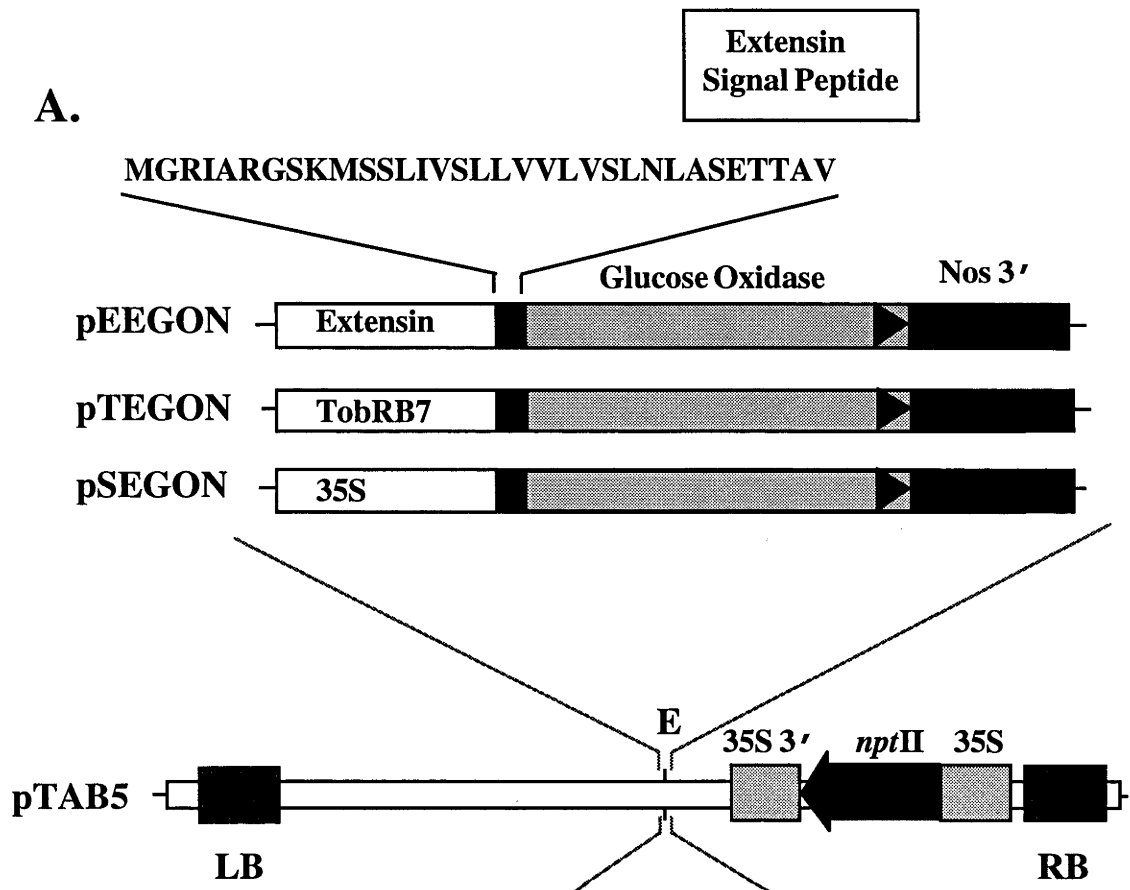 Extensin
Signal Peptide
A.
MGRIARGSKMSSLIVSLLVVLVSLNLASETTAV
Glucose Oxidase
Nos 3′
pEEGON
Extensin
pTEGON
TobRB7
pSEGON
35S
E
35S 3′
nptII
35S
pTAB5
LB
RB